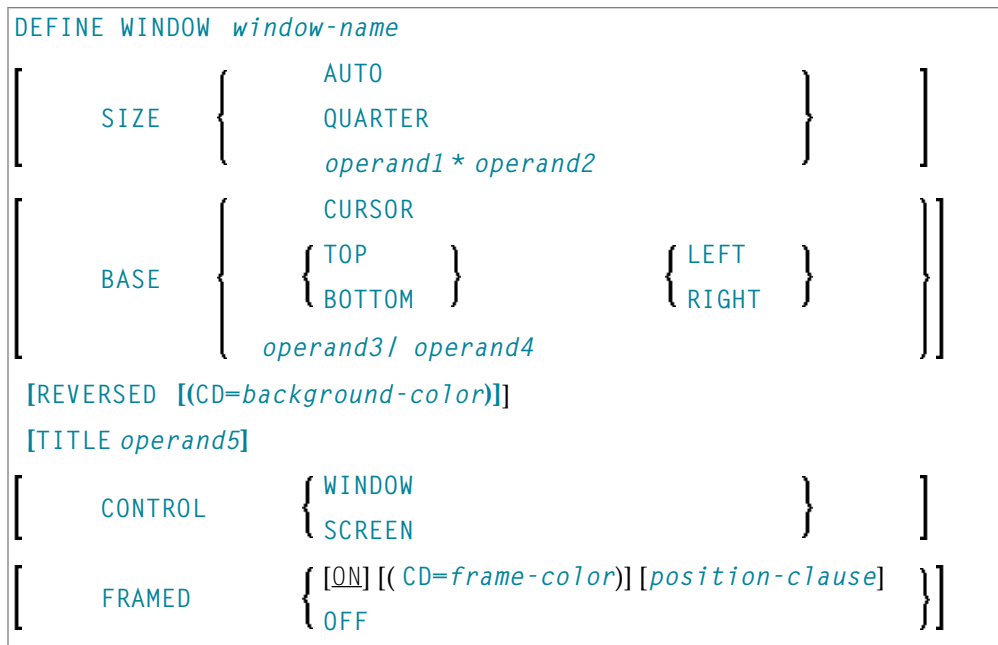 DEFINE WINDOW window-name
AUTO
SIZE QUARTER
operand1 * operand2
CURSOR
TOP LEFT
BASE
BOTTOM RIGHT
operand3/ operand4
[REVERSED [(CD=background-color)]]
[TITLE operand5]
WINDOW
CONTROL
SCREEN
[ON] [( CD=frame-color)] [position-clause]
FRAMED
OFF